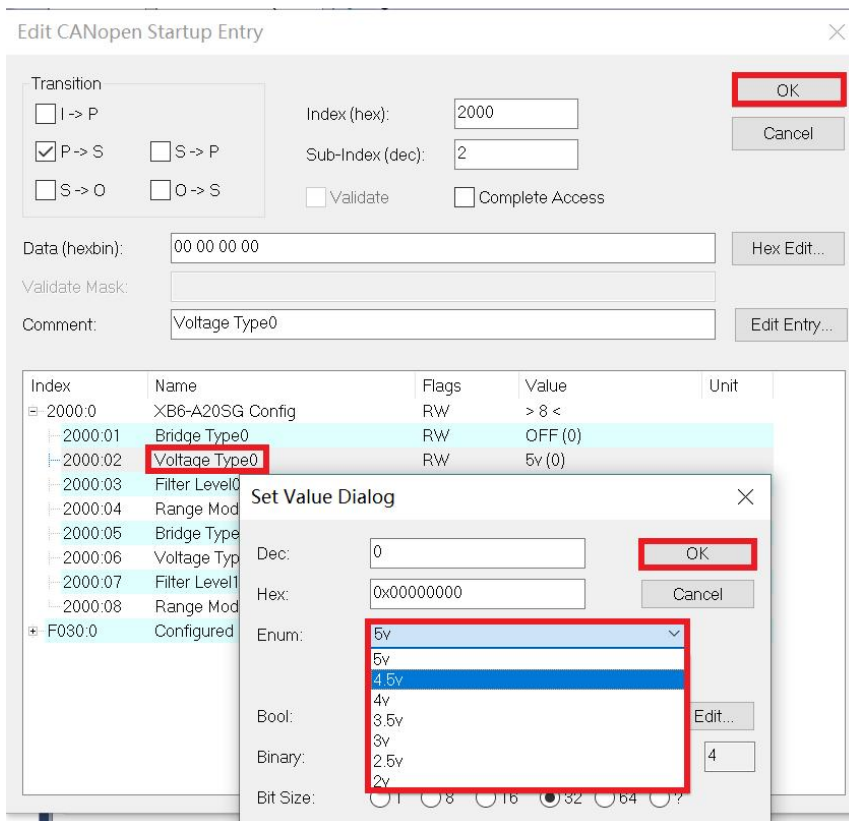 Edit CANopen Startup Entry
Transition
I -> P
P -> S
S -> P
S -> O
O -> S
Index (hex):
2000
Sub-Index (dec):
2
Validate
Complete Access
OK
Cancel
Data (hexbin):
00 00 00 00
Hex Edit...
Validate Mask:
Comment:
Voltage Type0
Edit Entry...
Index Name Flags Value Unit
2000:0 XB6-A20SG Config RW > 8 <
2000:01 Bridge Type0 RW OFF (0)
2000:02 Voltage Type0 RW 5v (0)
2000:03 Filter Level0
2000:04 Range Mod
2000:05 Bridge Type
2000:06 Voltage Typ
2000:07 Filter Level1
2000:08 Range Mod
F030:0 Configured
Set Value Dialog
Dec:
0
OK
Hex:
0x00000000
Cancel
Enum:
5v
5v
4.5v
4v
3.5v
3v
2.5v
2v
Bool:
Edit...
Binary:
4
Bit Size:
1 8 16 32 64 ?